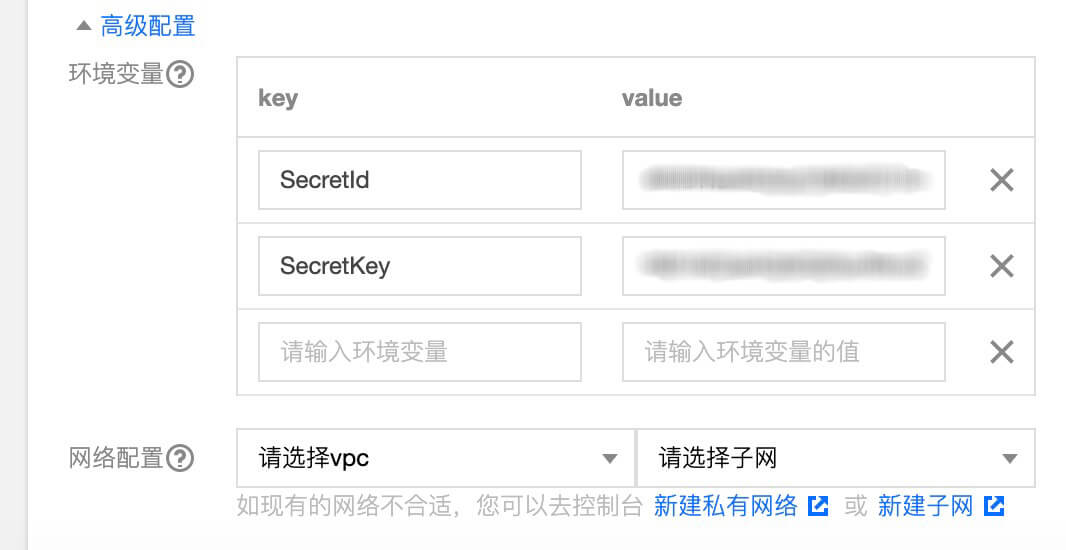 高级配置
环境变量?
key value
SecretId
SecretKey
请输入环境变量 请输入环境变量的值
网络配置? 请选择vpc 请选择子网
如现有的网络不合适，您可以去控制台 新建私有网络 或 新建子网